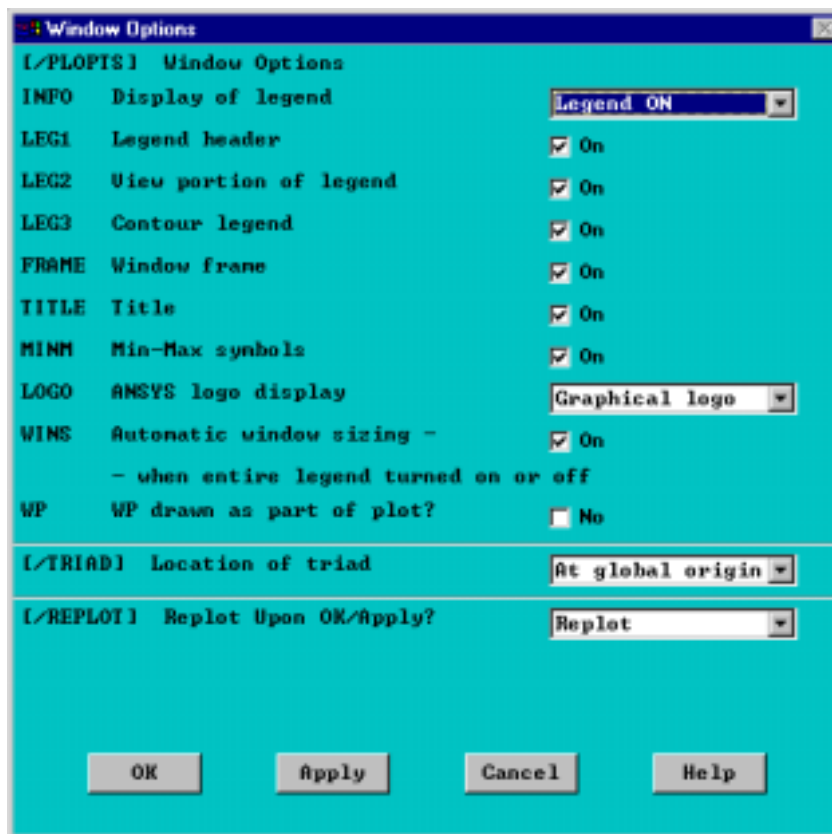 Window Options
[/PLOPTS] Window Options
INFO Display of legend Legend ON
LEG1 Legend header On
LEG2 View portion of legend On
LEG3 Contour legend On
FRAME Window frame On
TITLE Title On
MINM Min-Max symbols On
LOGO ANSYS logo display Graphical logo
WINS Automatic window sizing - On
- when entire legend turned on or off
WP WP drawn as part of plot? No
[/TRIAD] Location of triad At global origin
[/REPLOT] Replot Upon OK/Apply? Replot
OK Apply Cancel Help